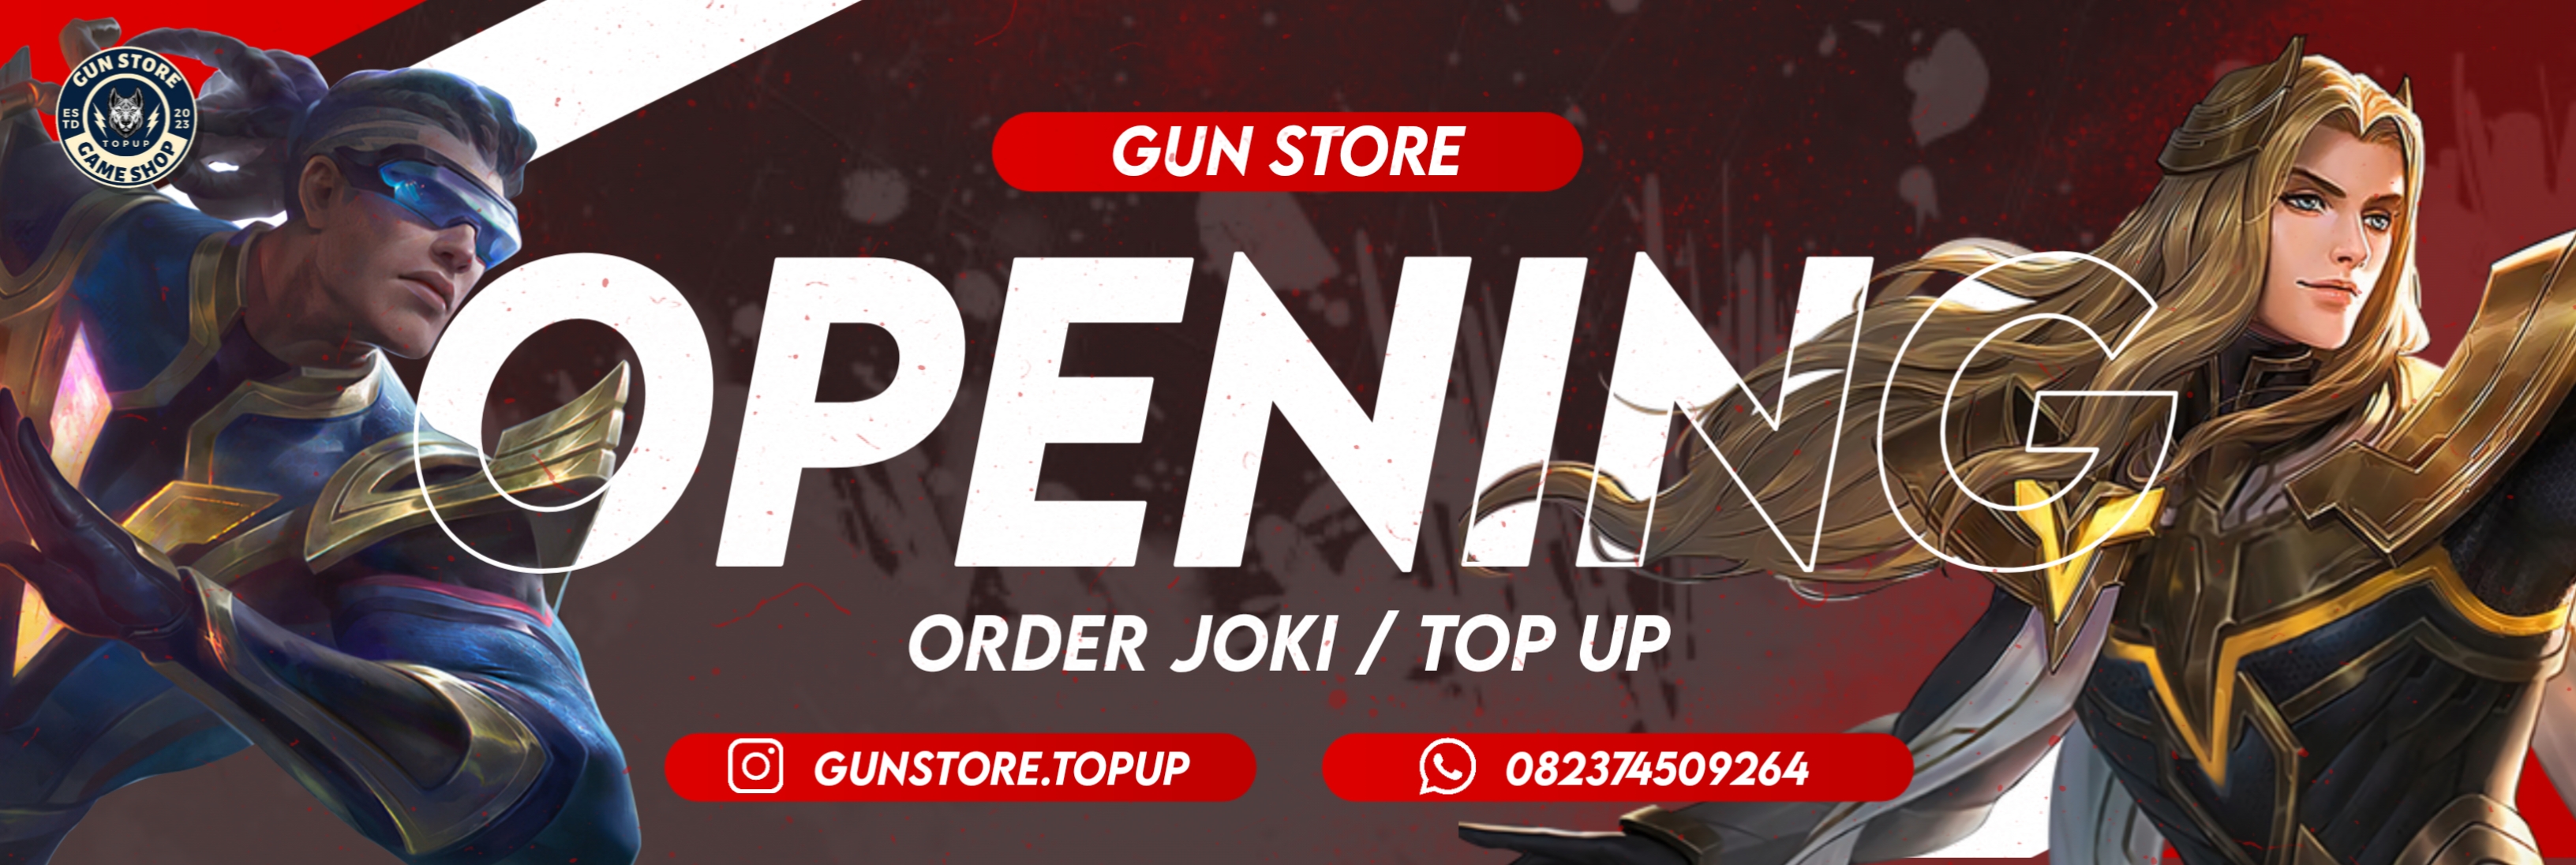 GUN STORE
ES TD
20 23
TOPUP
GAME SHOP
GUN STORE
OPENING
ORDER JOKI / TOP UP
GUNSTORE.TOPUP
082374509264